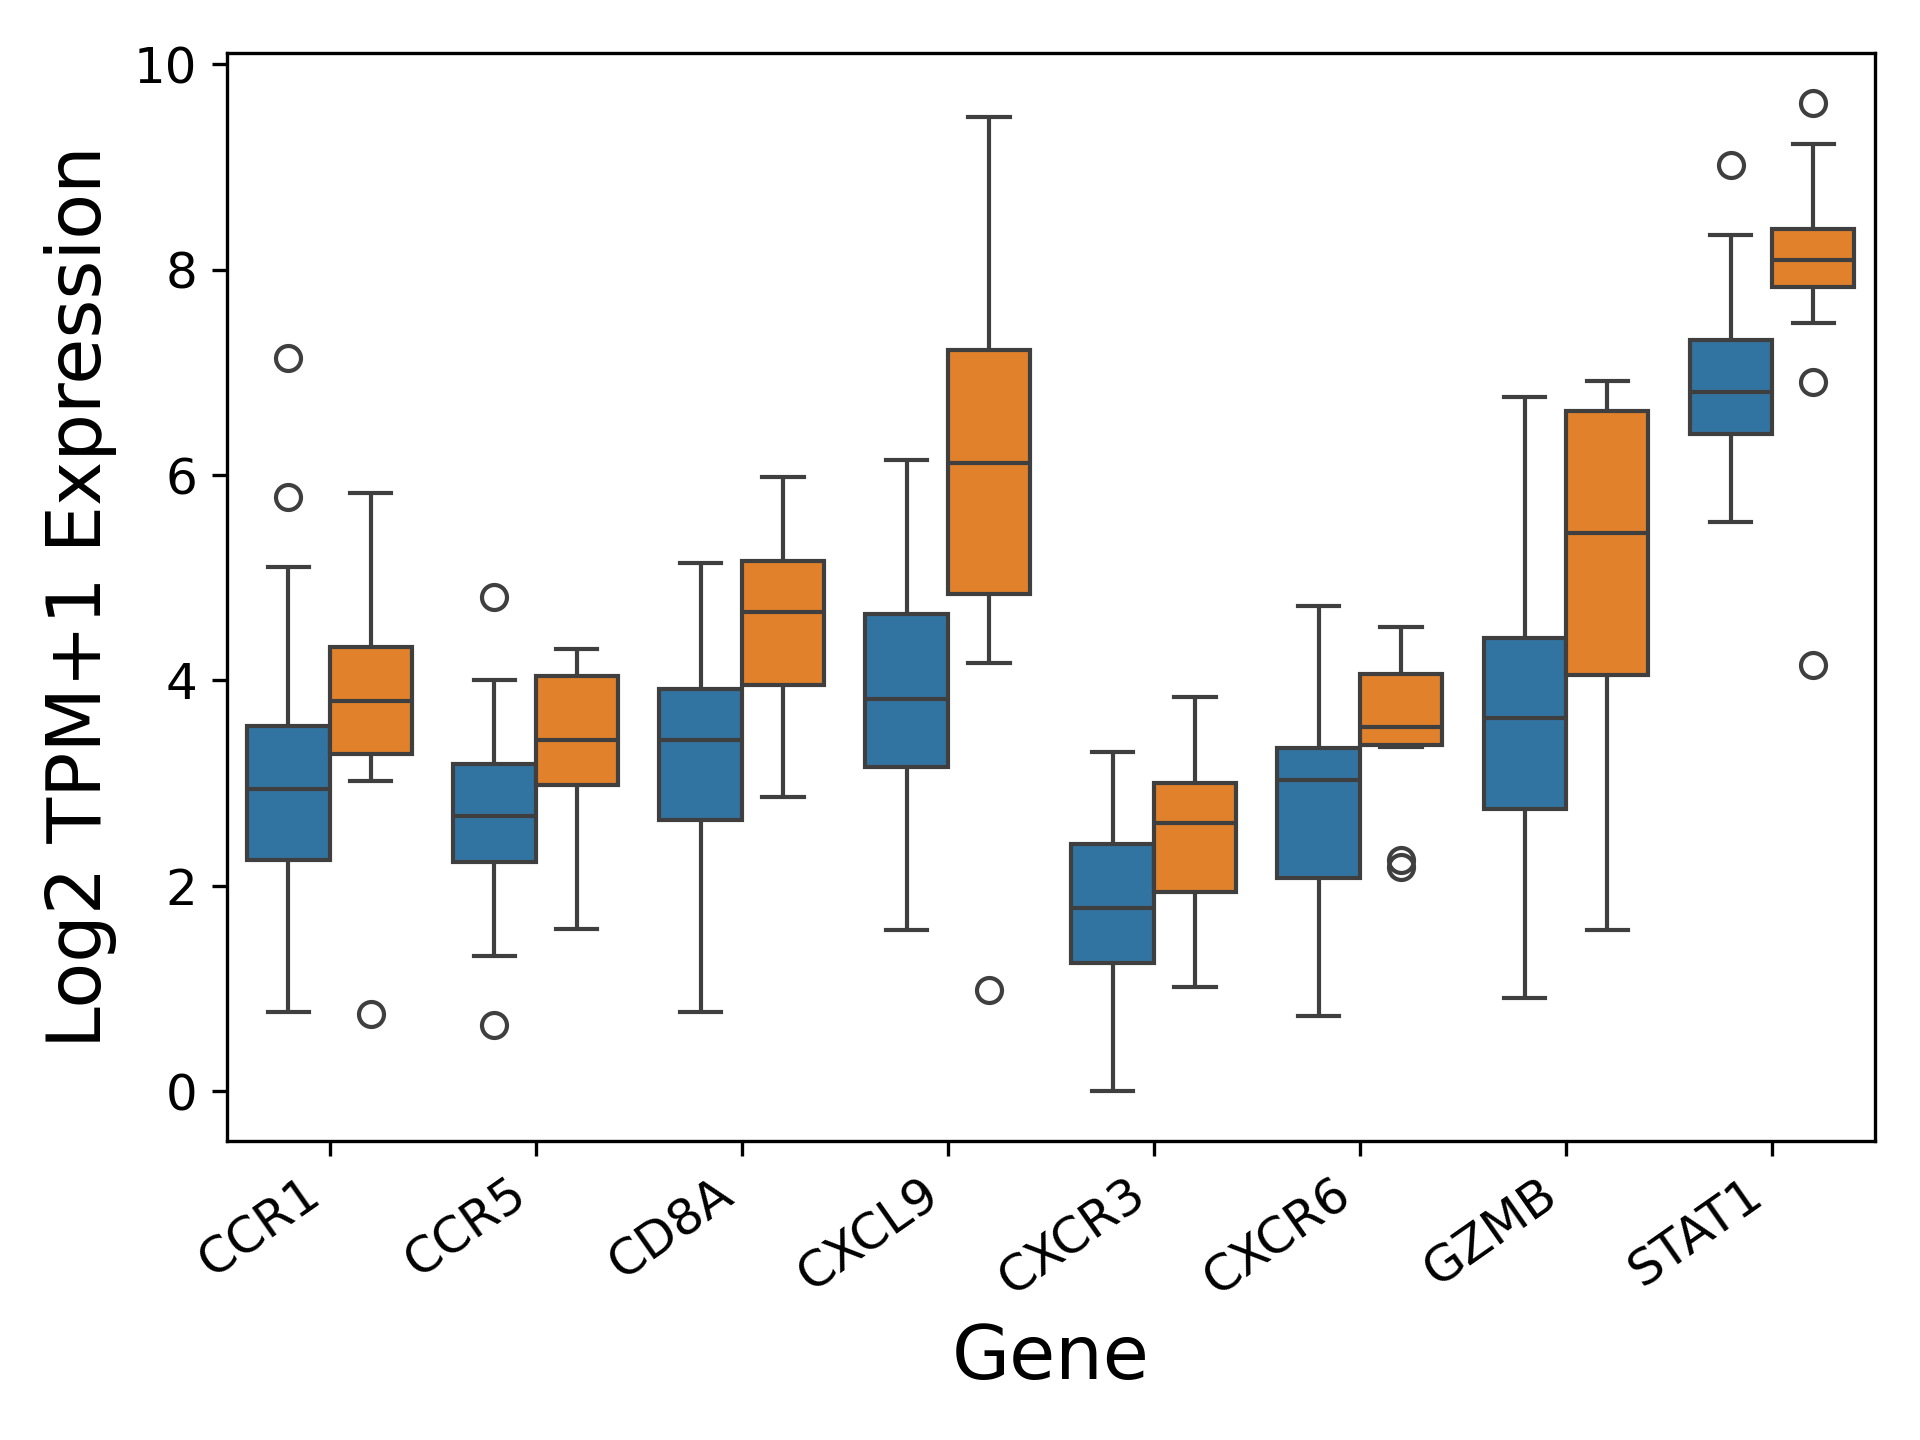 Log2 TPM+1 Expression
10
8
6
4
2
0
CCR1
CCR5
CD8A
CXCL9
CXCR3
CXCR6
GZMB
STAT1
Gene